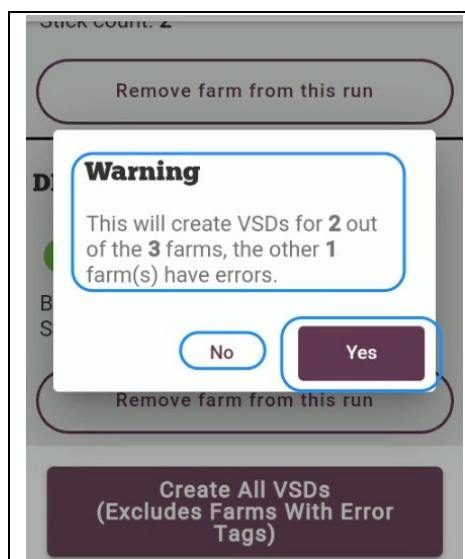 Stick count: 2
Remove farm from this run
D
Warning
This will create VSDs for 2 out
of the 3 farms, the other 1
farm(s) have errors.
B
S
No
Yes
Remove farm from this run
Create All VSDs
(Excludes Farms With Error
Tags)